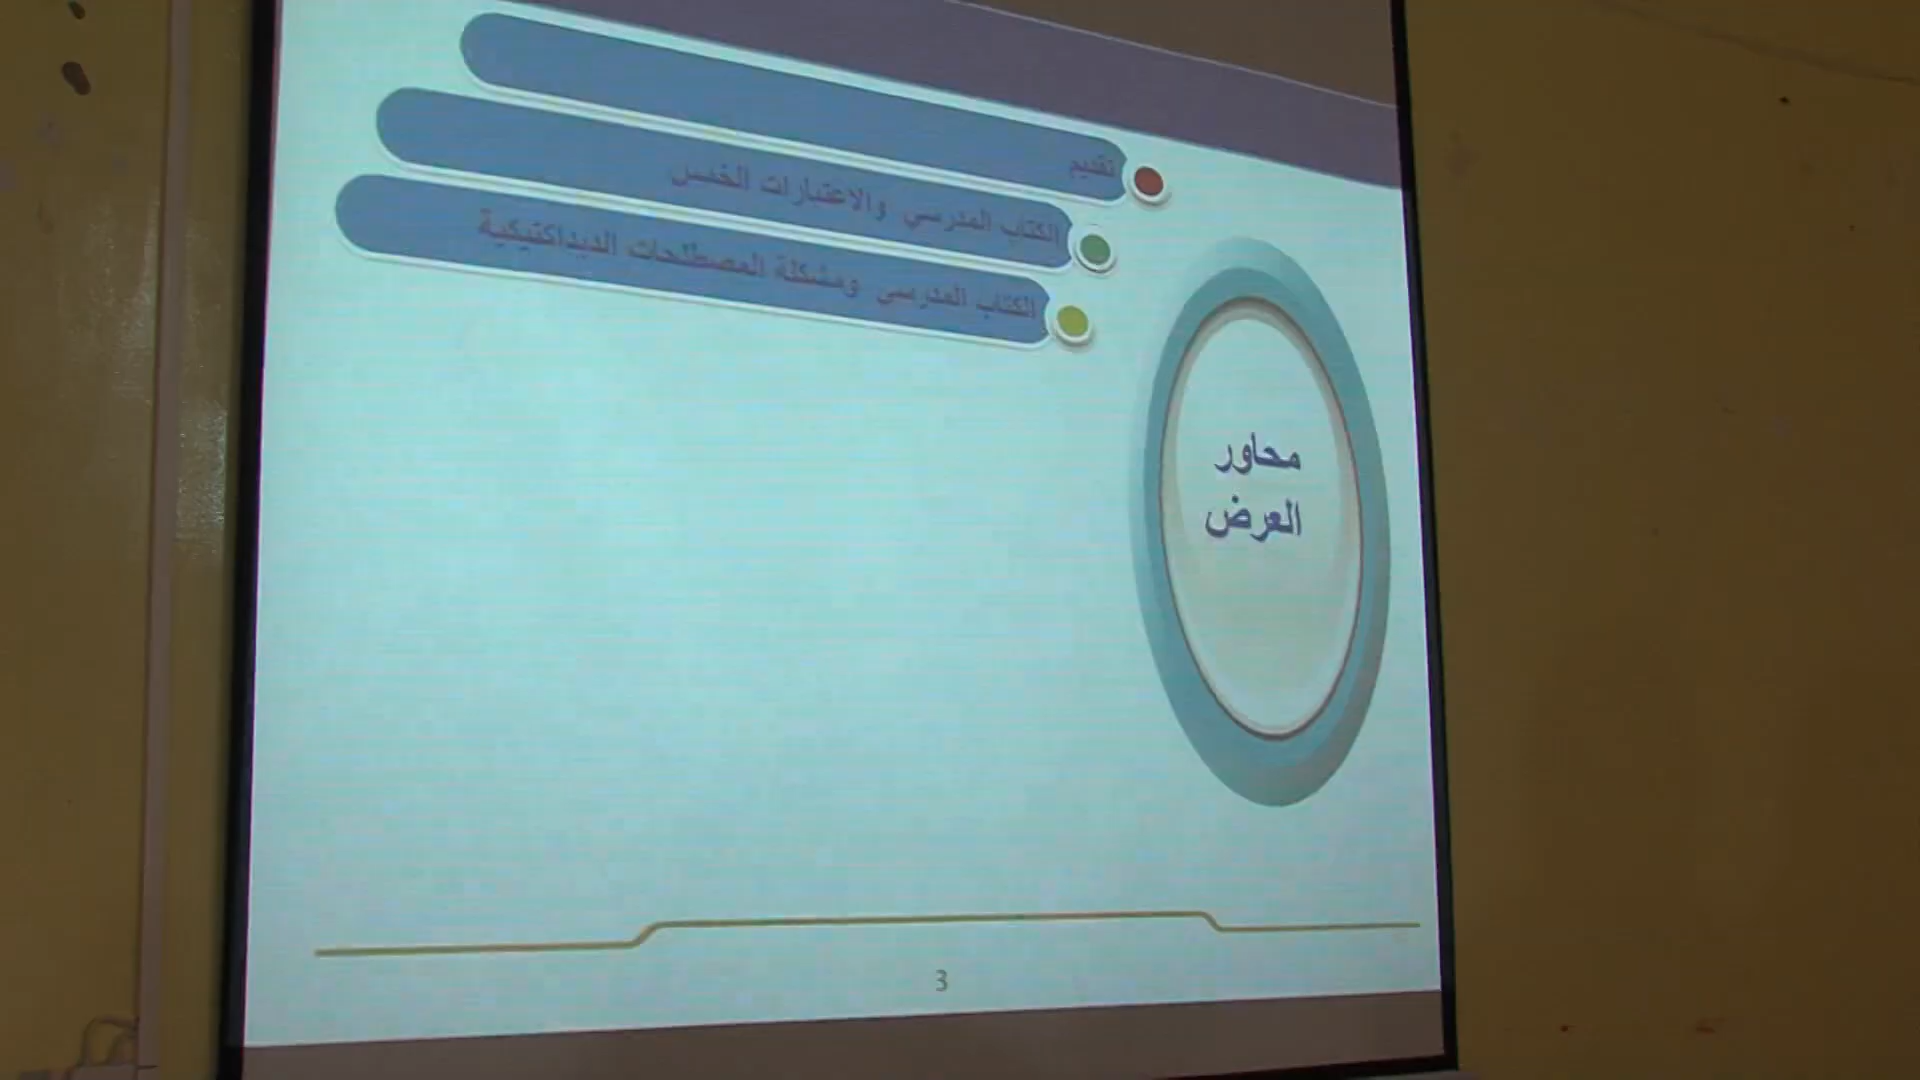 تقديم
الكتاب المدرسي والاعتبارات الخمس
الكتاب المدرسي ومشكلة المصطلحات الديداكتيكية
محاور
العرض
3